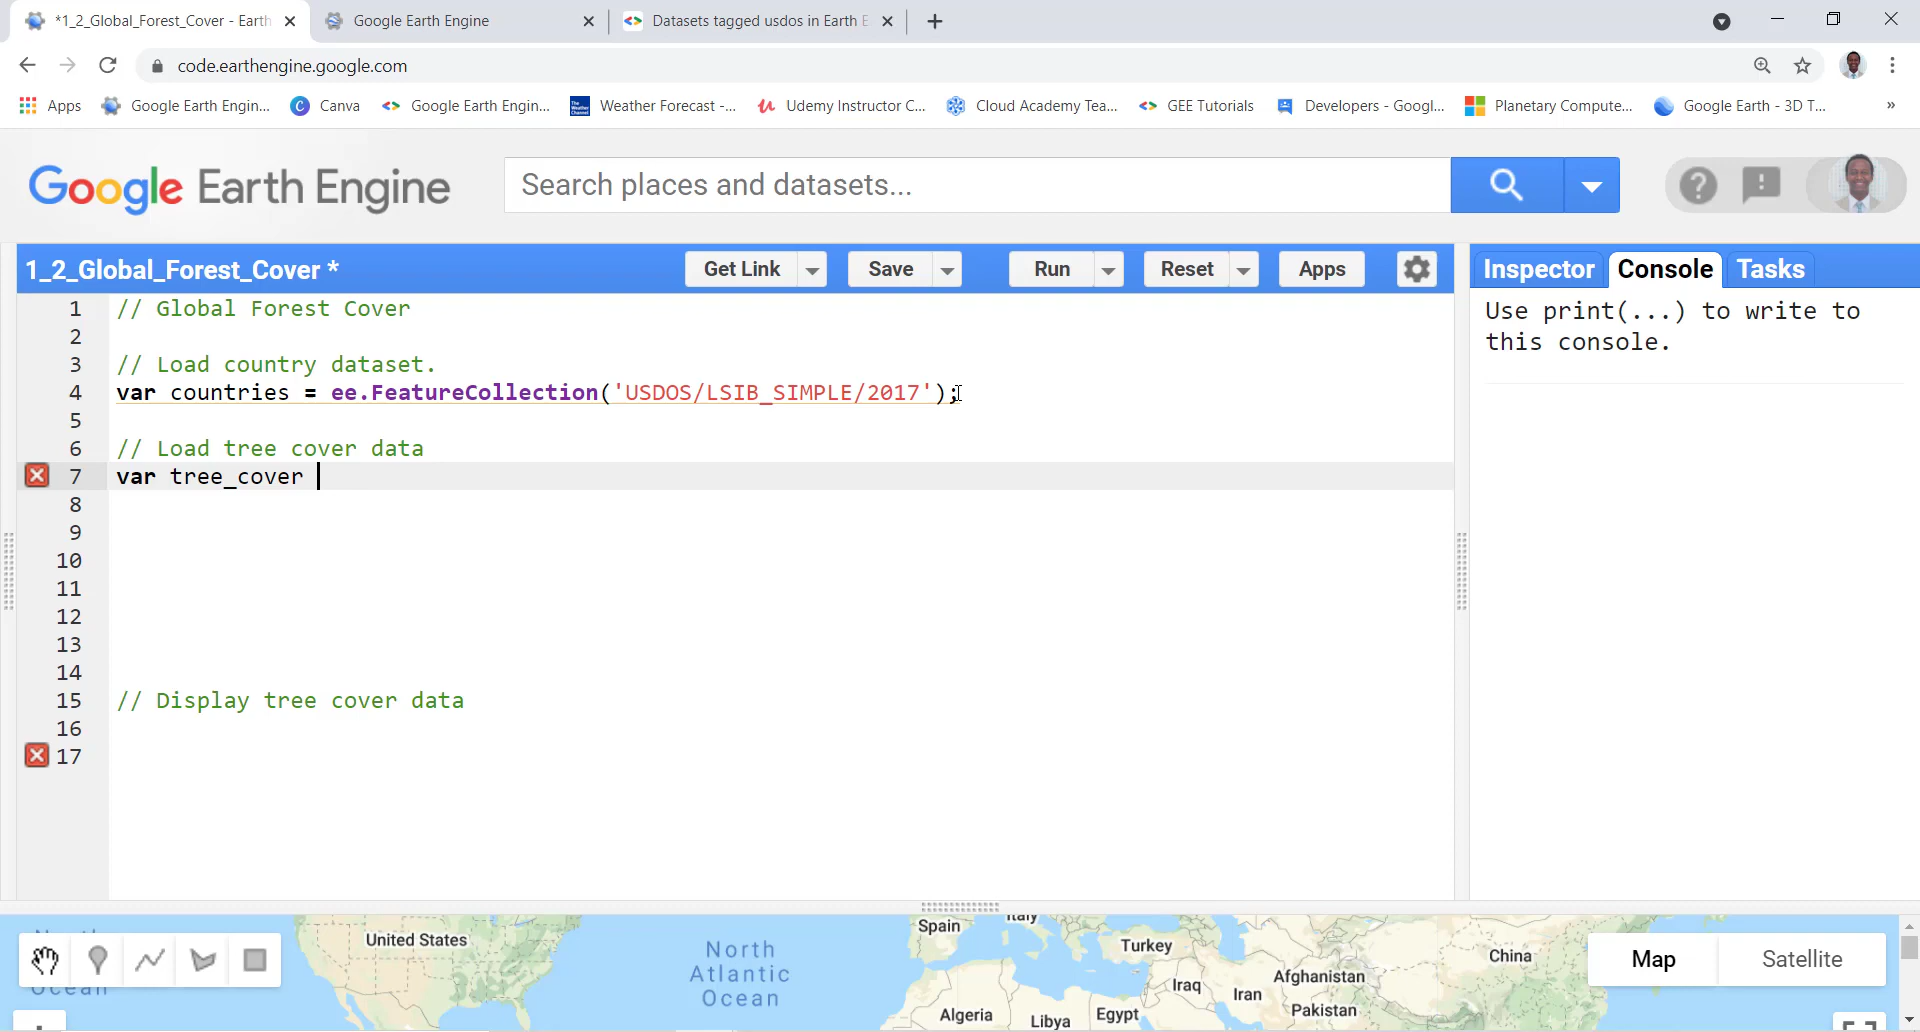 *1_2_Global_Forest_Cover - Earth
Google Earth Engine
Datasets tagged usdos in Earth E
code.earthengine.google.com
Apps
Google Earth Engin...
Canva
Google Earth Engin...
Weather Forecast -...
Udemy Instructor C...
Cloud Academy Tea...
GEE Tutorials
Developers - Googl...
Planetary Compute...
Google Earth - 3D T...
»
Google Earth Engine
Search places and datasets...
1_2_Global_Forest_Cover *
Get Link
Save
Run
Reset
Apps
Inspector
Console
Tasks
Use print(...) to write to
this console.
1 // Global Forest Cover
2
3 // Load country dataset.
4 var countries = ee.FeatureCollection('USDOS/LSIB_SIMPLE/2017');
5
6 // Load tree cover data
7 var tree_cover
8
9
10
11
12
13
14
15 // Display tree cover data
16
17
United States
North
Atlantic
Ocean
Spain
Italy
Turkey
China
Afghanistan
Iraq
Iran
Pakistan
Algeria
Libya
Egypt
Ocean
Map
Satellite